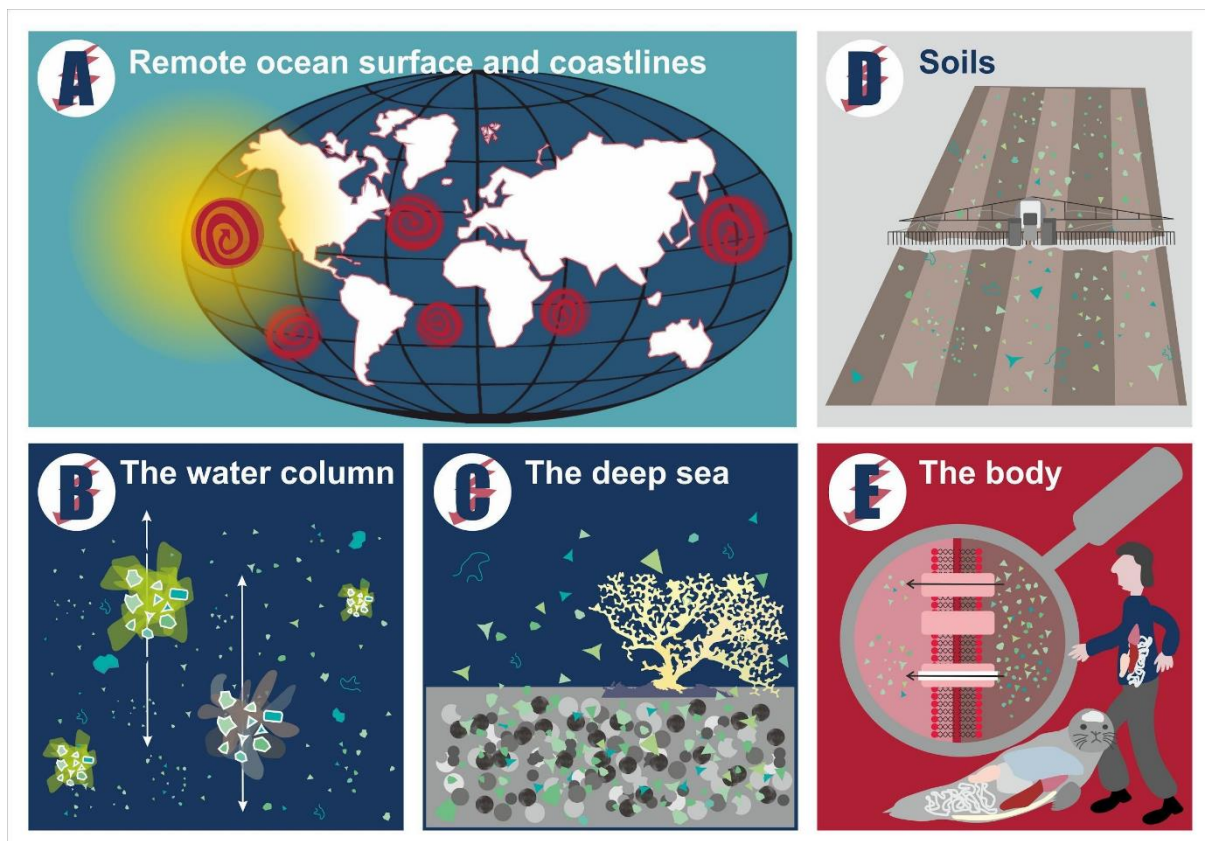 A
Remote ocean surface and coastlines
D
Soils
B
The water column
C
The deep sea
E
The body